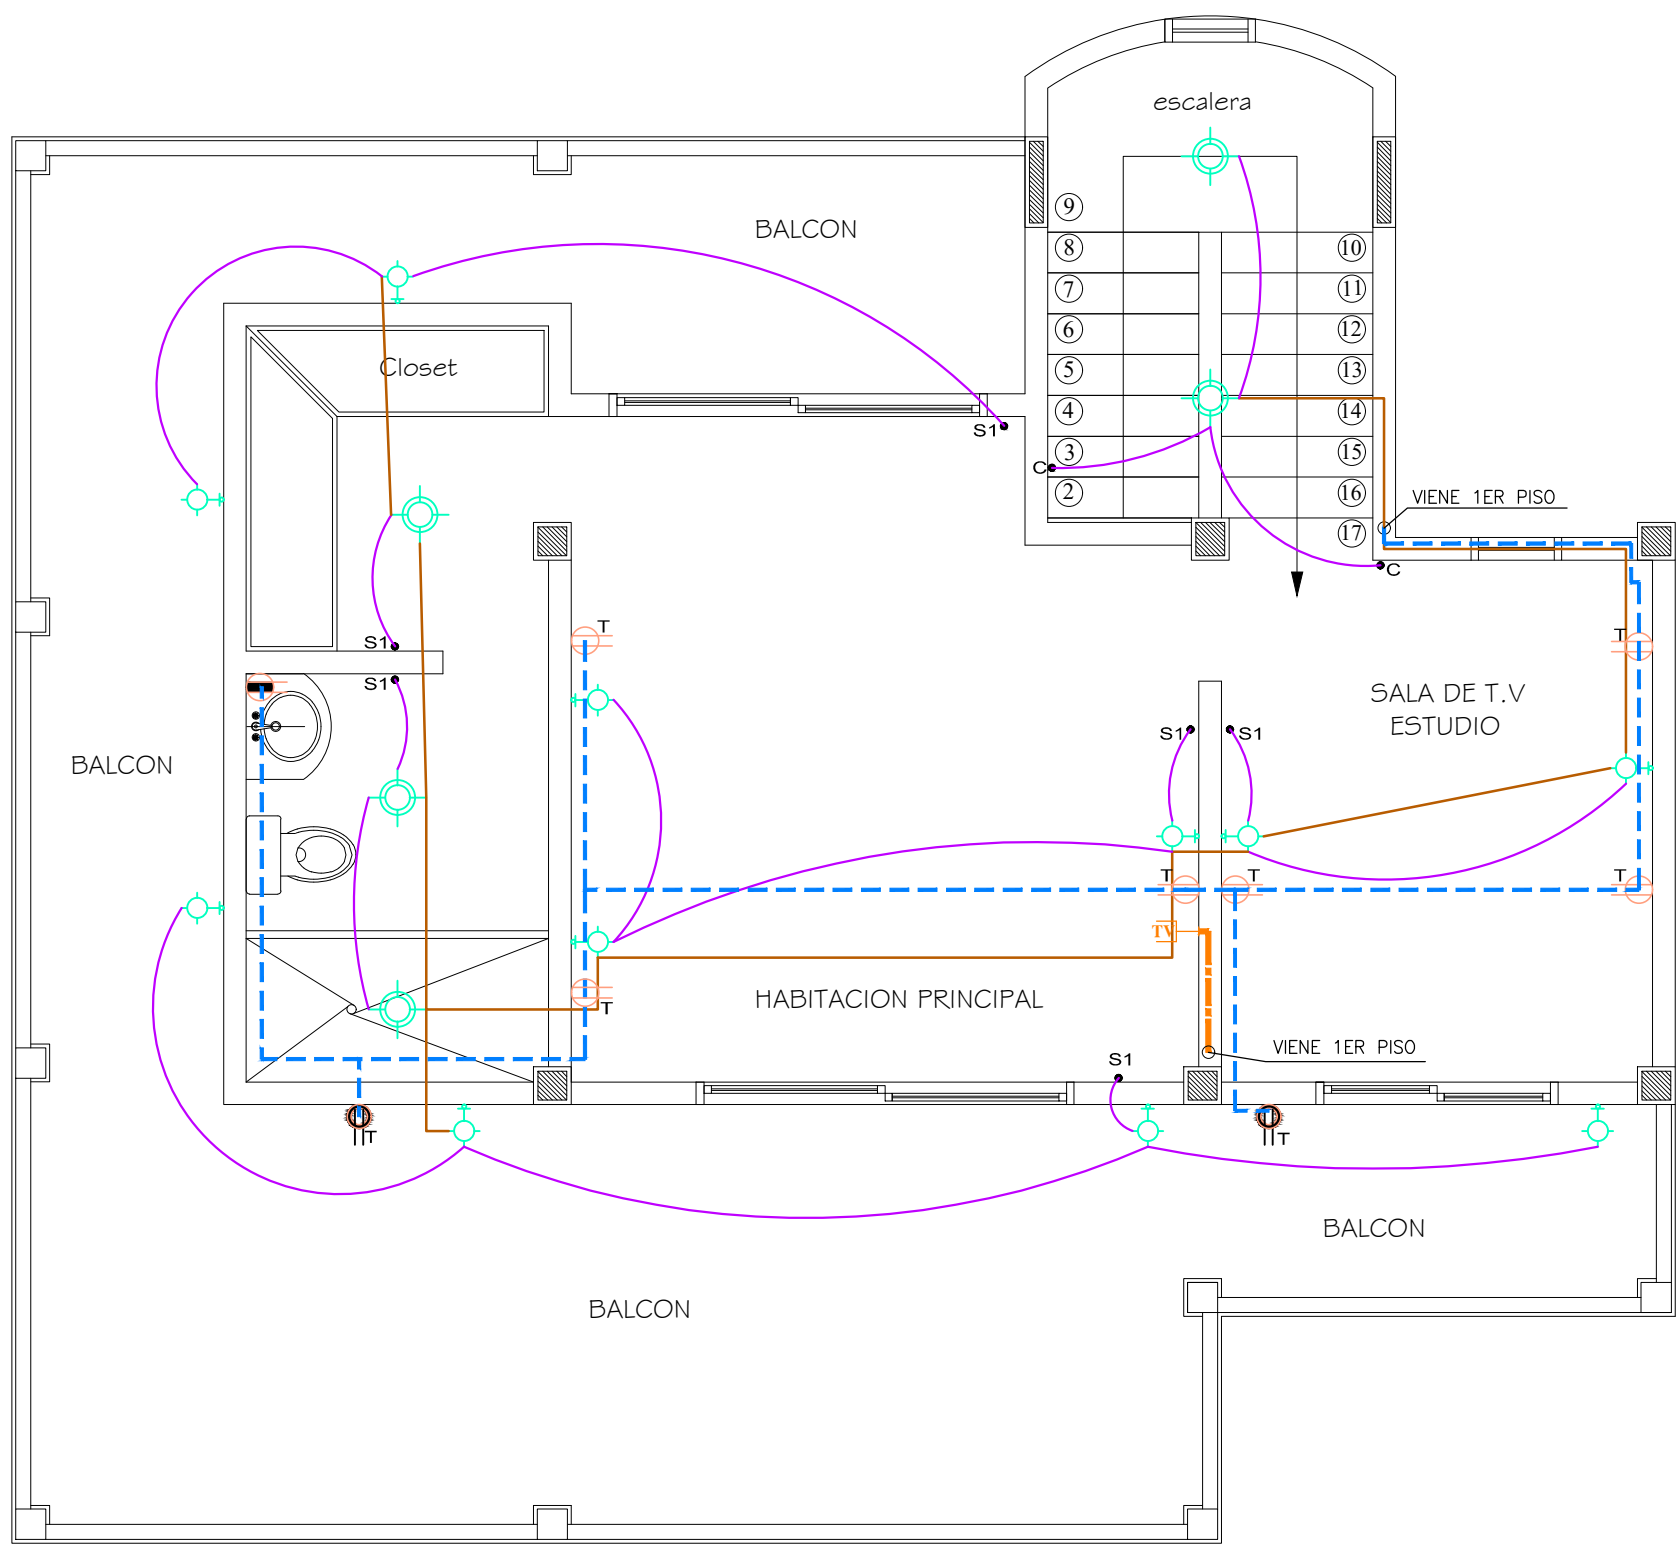 escalera
9
BALCON
8
10
7
11
6
12
Closet
5
13
4
14
S1
3
15
C
2
16
VIENE 1ER PISO
17
C
T
T
S1
S1
SALA DE T.V
ESTUDIO
S1
S1
BALCON
T
T
T
TV
HABITACION PRINCIPAL
T
VIENE 1ER PISO
S1
T
T
BALCON
BALCON